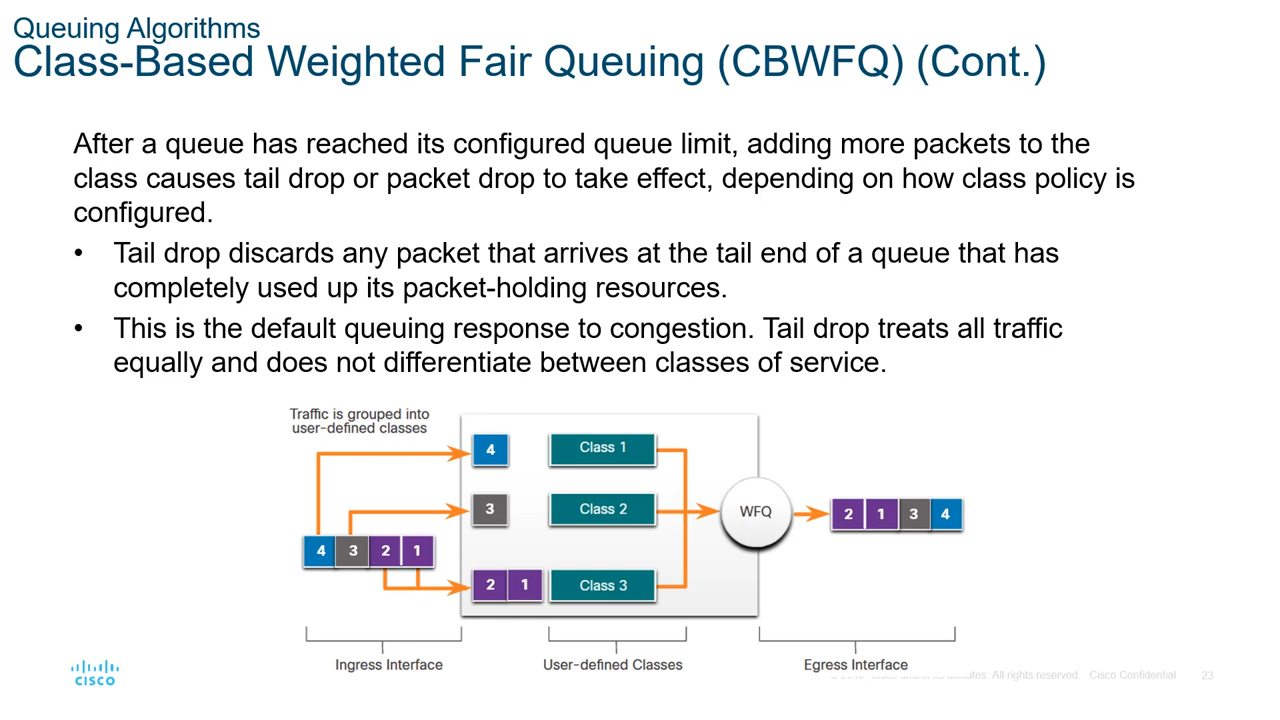 Queuing Algorithms
Class-Based Weighted Fair Queuing (CBWFQ) (Cont.)
After a queue has reached its configured queue limit, adding more packets to the
class causes tail drop or packet drop to take effect, depending on how class policy is
configured.
• Tail drop discards any packet that arrives at the tail end of a queue that has
completely used up its packet-holding resources.
• This is the default queuing response to congestion. Tail drop treats all traffic
equally and does not differentiate between classes of service.
Traffic is grouped into
user-defined classes
4 Class 1
3 Class 2
WFQ
2 1 3 4
4 3 2 1
2 1 Class 3
Ingress Interface
User-defined Classes
Egress Interface
CISCO
All rights reserved. Cisco Confidential
23